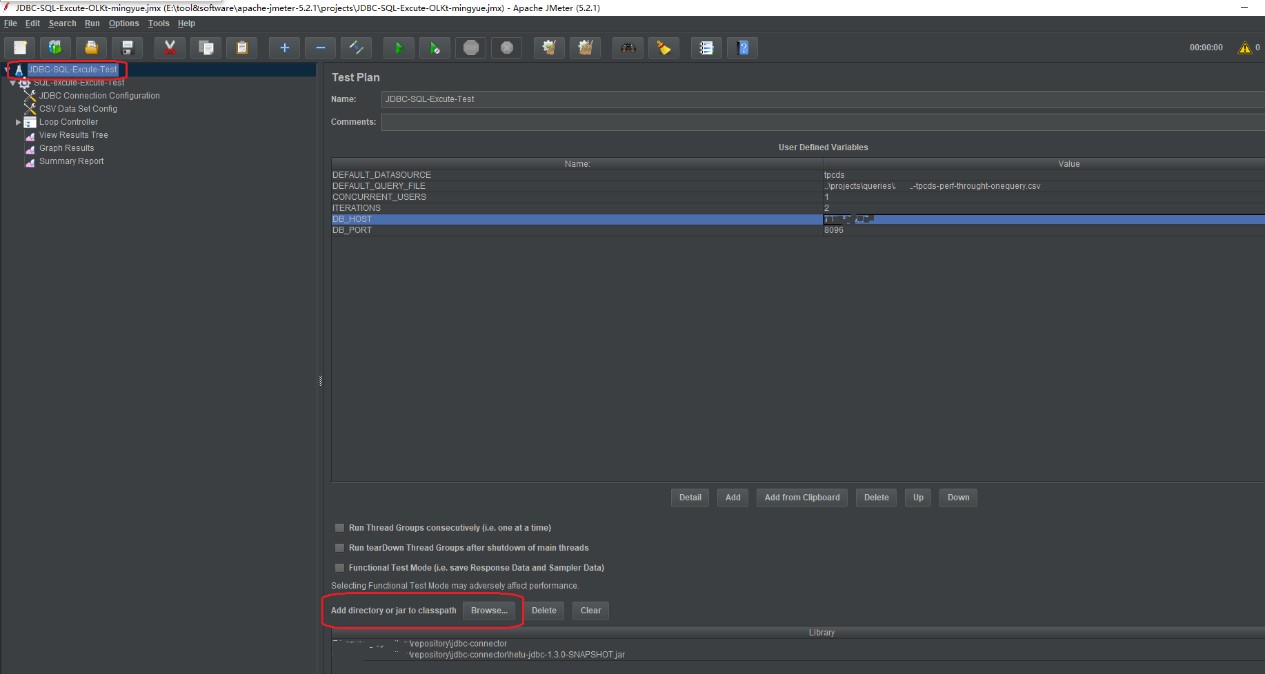 JDBC-SQL-Excute-OLKt-mingyue.jmx (E:\tool&software\apache-jmeter-5.2.1\projects\JDBC-SQL-Excute-OLKt-mingyue.jmx) - Apache JMeter (5.2.1)
File Edit Search Run Options Tools Help
00:00:00 0
JDBC-SQL-Excute-Test
SQL-excute-Excute-Test
JDBC Connection Configuration
CSV Data Set Config
Loop Controller
View Results Tree
Graph Results
Summary Report
Test Plan
Name: JDBC-SQL-Excute-Test
Comments:
User Defined Variables
Name: Value
DEFAULT_DATASOURCE tpcds
DEFAULT_QUERY_FILE ..\projects\queries\ -tpcds-perf-throught-onequery.csv
CONCURRENT_USERS 1
ITERATIONS 2
DB_HOST
DB_PORT 8096
Detail Add Add from Clipboard Delete Up Down
Run Thread Groups consecutively (i.e. one at a time)
Run tearDown Thread Groups after shutdown of main threads
Functional Test Mode (i.e. save Response Data and Sampler Data)
Selecting Functional Test Mode may adversely affect performance.
Add directory or jar to classpath Browse... Delete Clear
Library
\repository\jdbc-connector
\repository\jdbc-connector\hetu-jdbc-1.3.0-SNAPSHOT.jar